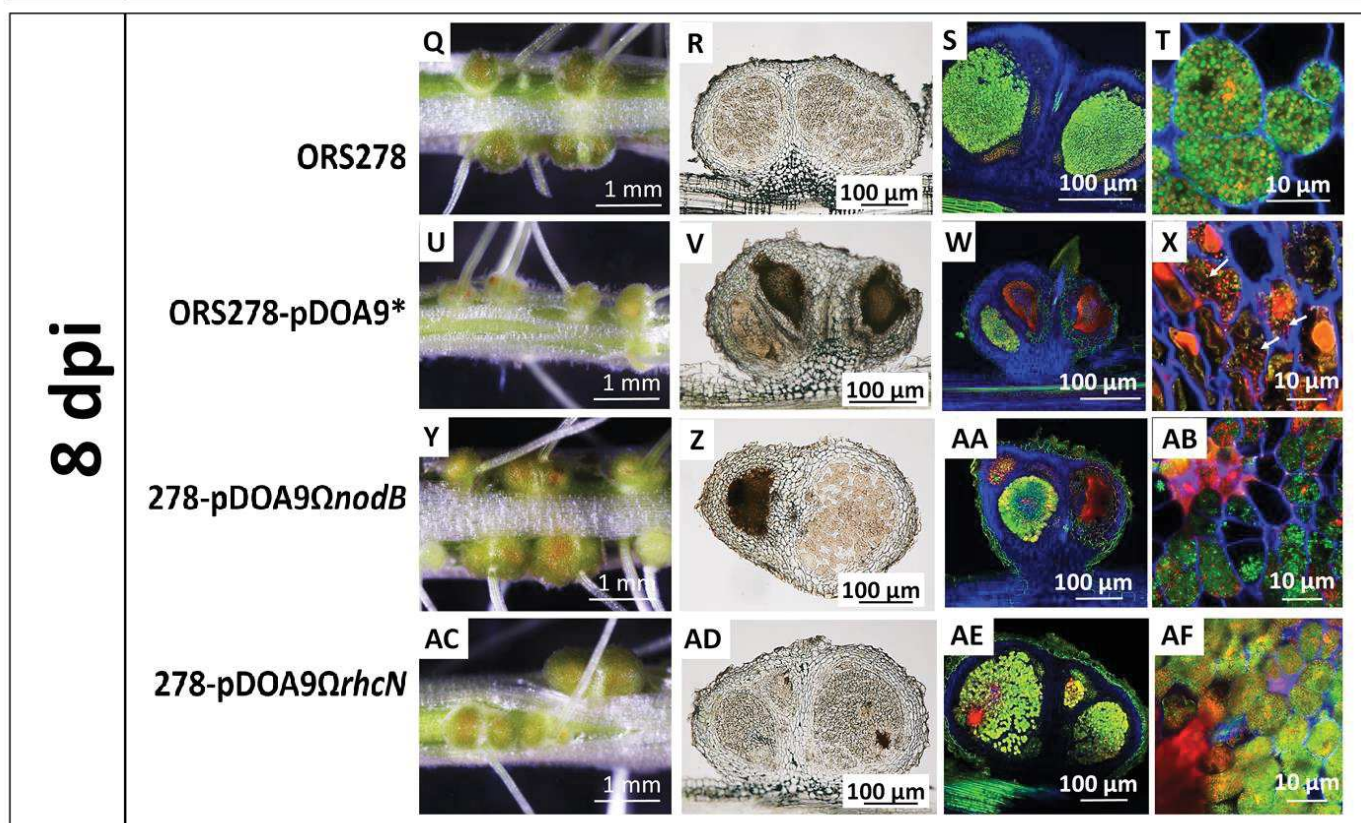 8 dpi
ORS278
Q
1 mm
R
100 µm
S
100 µm
T
10 µm
ORS278-pDOA9*
U
1 mm
V
100 µm
W
100 µm
X
10 µm
278-pDOA9ΩnodB
Y
1 mm
Z
100 µm
AA
100 µm
AB
10 µm
278-pDOA9ΩrhcN
AC
1 mm
AD
100 µm
AE
100 µm
AF
10 µm